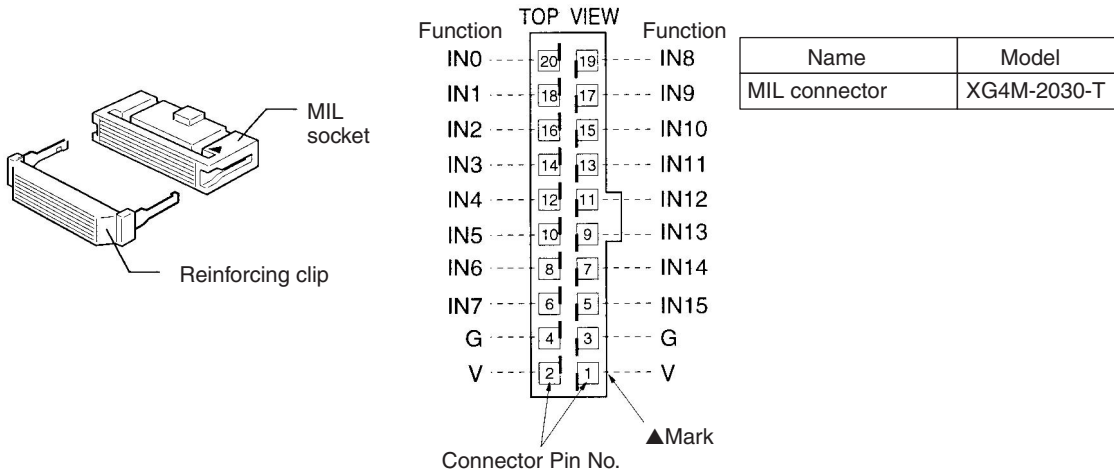 TOP VIEW
Function Function
IN0 20 19 IN8
IN1 18 17 IN9
IN2 16 15 IN10
IN3 14 13 IN11
IN4 12 11 IN12
IN5 10 9 IN13
IN6 8 7 IN14
IN7 6 5 IN15
G 4 3 G
V 2 1 V
▲Mark
Connector Pin No.
MIL
socket
Reinforcing clip
Name Model
MIL connector XG4M-2030-T